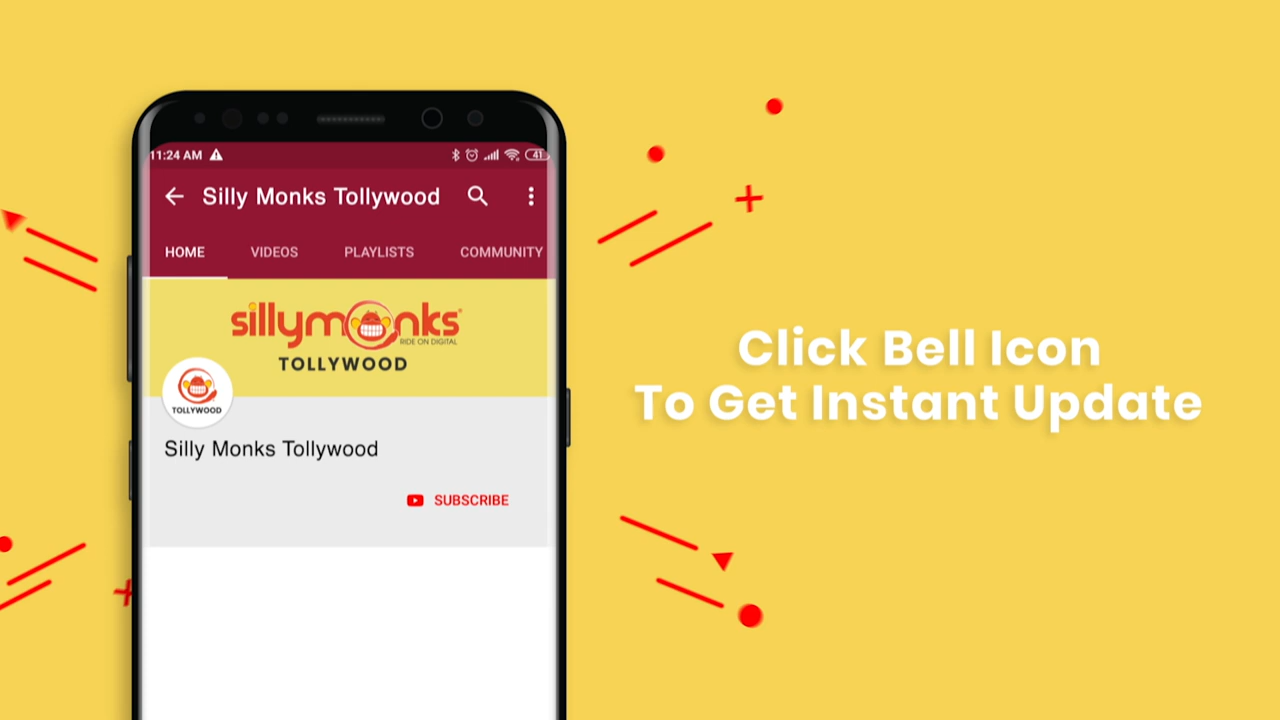 11:24 AM
41
Silly Monks Tollywood
HOME VIDEOS PLAYLISTS COMMUNITY
sillymonks
RIDE ON DIGITAL
TOLLYWOOD
TOLLYWOOD
Silly Monks Tollywood
SUBSCRIBE
Click Bell Icon
To Get Instant Update